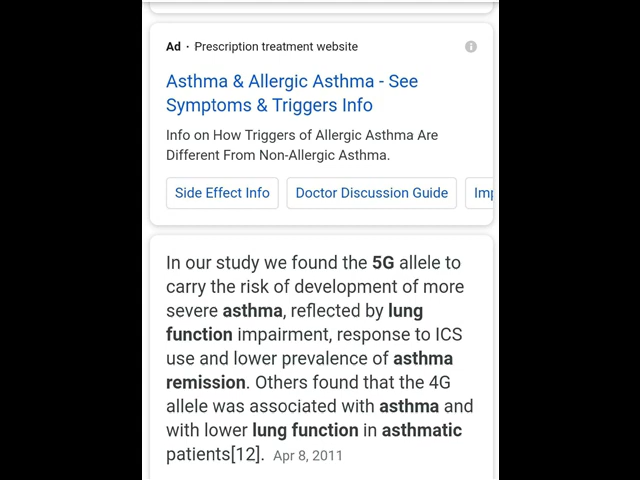 Ad · Prescription treatment website
Asthma & Allergic Asthma - See
Symptoms & Triggers Info
Info on How Triggers of Allergic Asthma Are
Different From Non-Allergic Asthma.
Side Effect Info Doctor Discussion Guide Imp
In our study we found the 5G allele to
carry the risk of development of more
severe asthma, reflected by lung
function impairment, response to ICS
use and lower prevalence of asthma
remission. Others found that the 4G
allele was associated with asthma and
with lower lung function in asthmatic
patients[12]. Apr 8, 2011